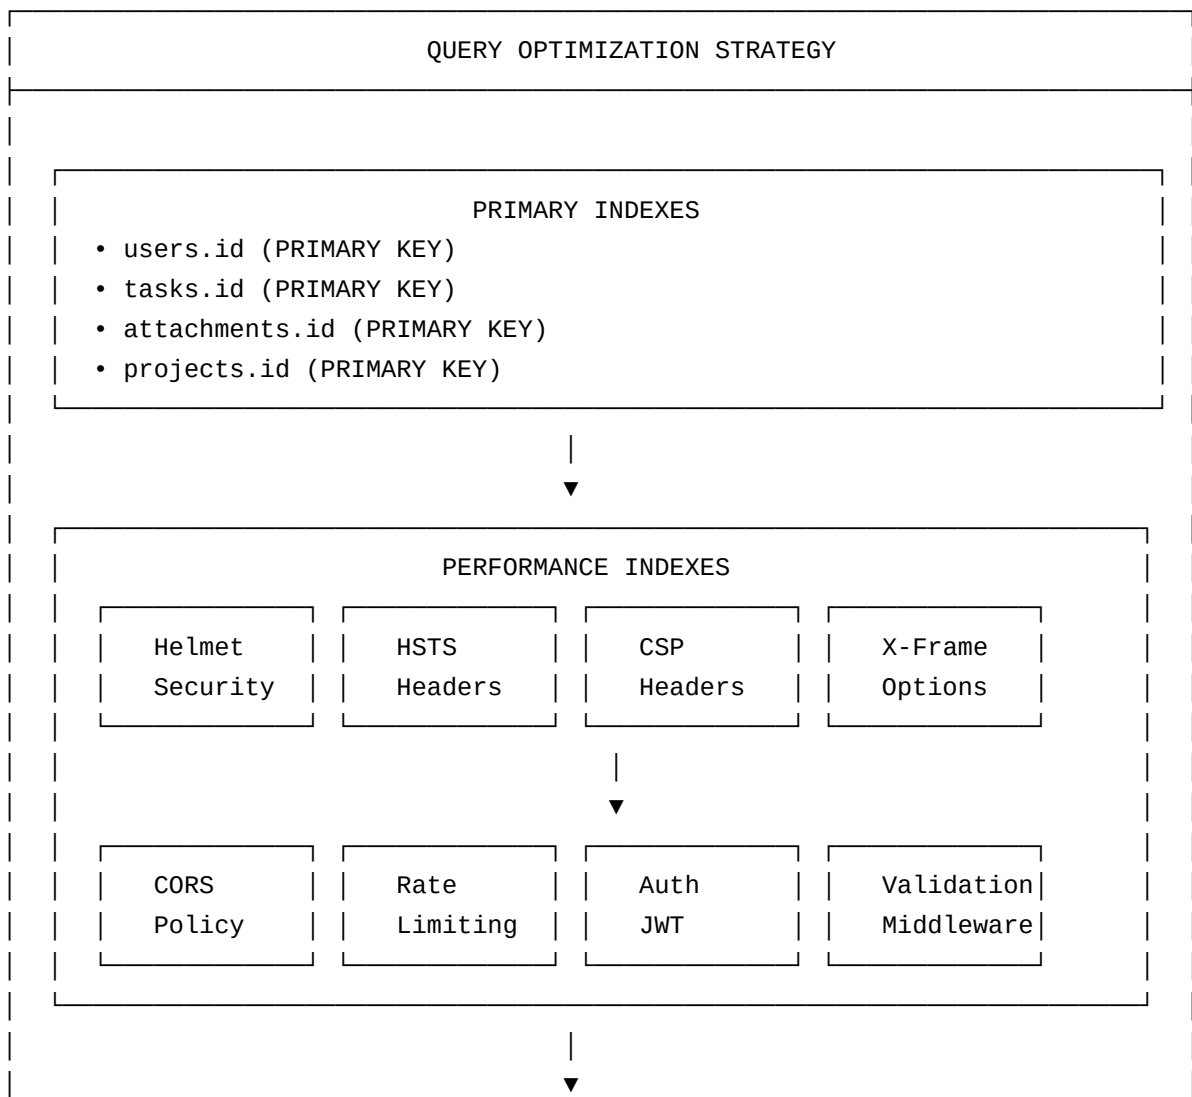 QUERY OPTIMIZATION STRATEGY
PRIMARY INDEXES
• users.id (PRIMARY KEY)
• tasks.id (PRIMARY KEY)
• attachments.id (PRIMARY KEY)
• projects.id (PRIMARY KEY)
PERFORMANCE INDEXES
Helmet HSTS CSP X-Frame
Security Headers Headers Options
CORS Rate Auth Validation
Policy Limiting JWT Middleware